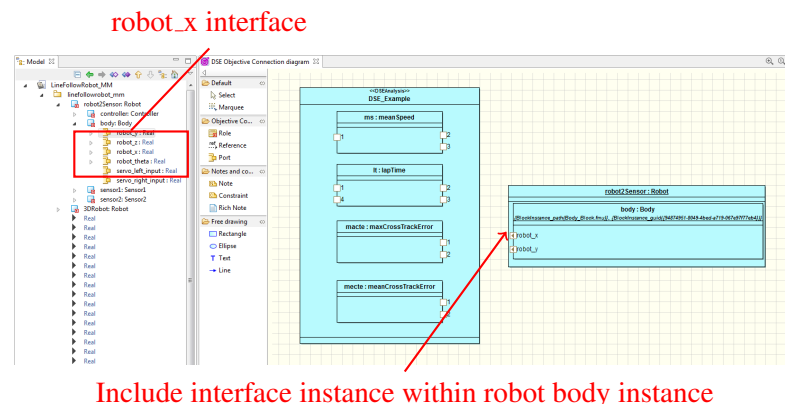 robot_x interface
Model
LineFollowRobot_MM
linefollowrobot_mm
robot2Sensor: Robot
controller: Controller
body: Body
robot_y : Real
robot_z : Real
robot_x : Real
robot_theta : Real
servo_left_input : Real
servo_right_input : Real
sensor1: Sensor1
sensor2: Sensor2
3DRobot: Robot
Real
Real
Real
Real
Real
Real
Real
Real
Real
Real
Real
Real
Real
DSE Objective Connection diagram
Default
Select
Marquee
Objective Co...
Role
Reference
Port
Notes and co...
Note
Constraint
Rich Note
Free drawing
Rectangle
Ellipse
Text
Line
<<DSEAnalysis>>
DSE_Example
ms : meanSpeed
1
2
3
lt : lapTime
1
2
4
3
macte : maxCrossTrackError
1
2
mecte : meanCrossTrackError
1
2
robot2Sensor : Robot
body : Body
robot_x
robot_y
Include interface instance within robot body instance